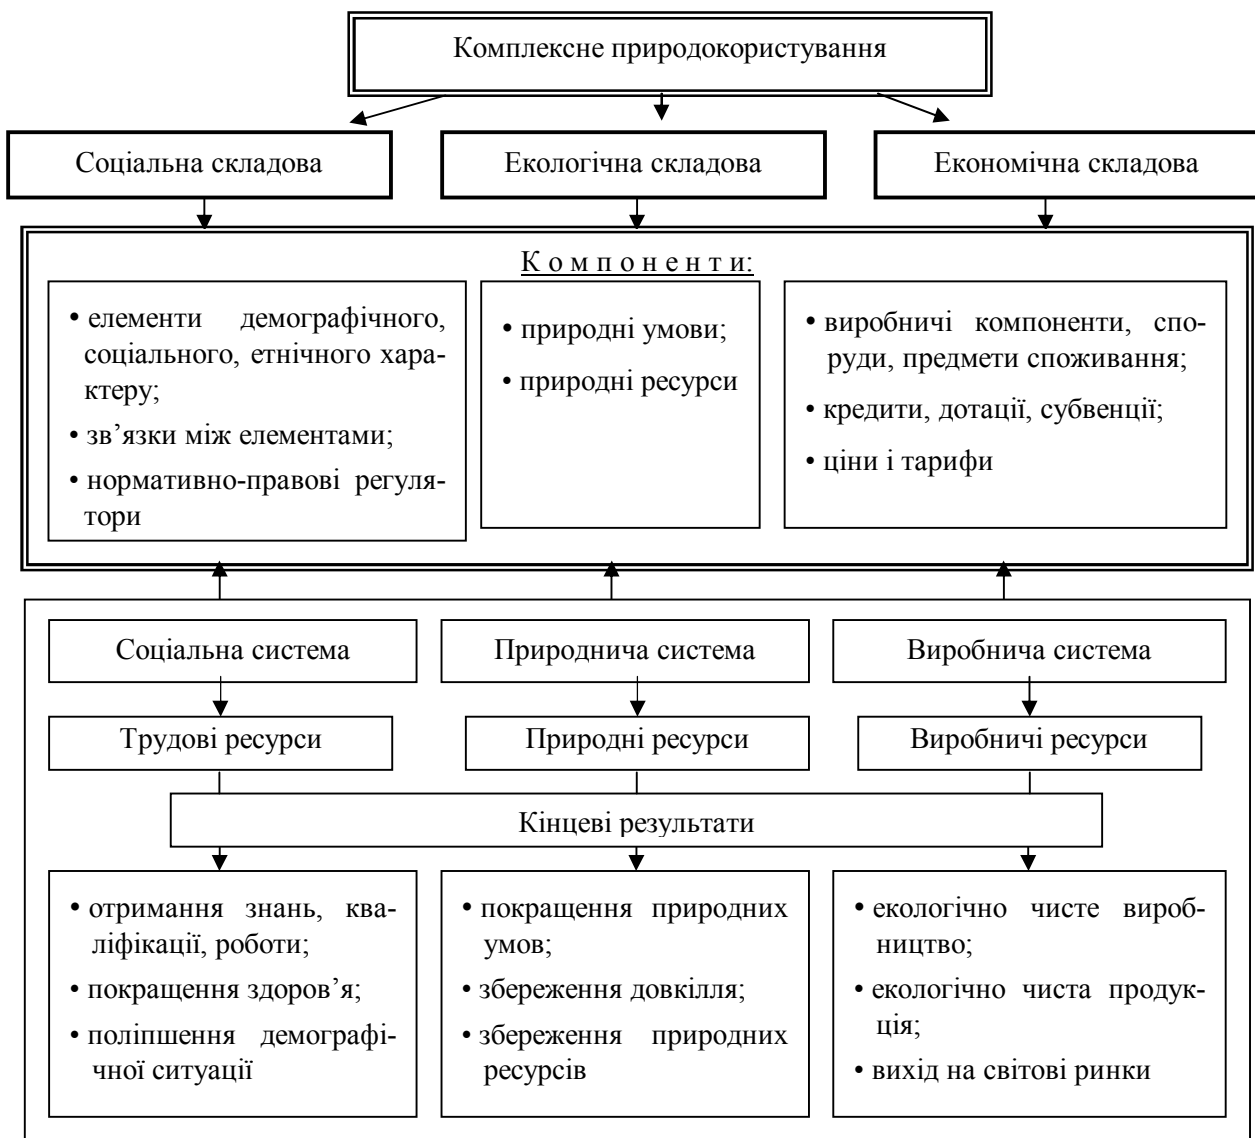 Комплексне природокористування
Соціальна складова
Екологічна складова
Економічна складова
К о м п о н е н т и:
• елементи демографічного,
соціального, етнічного хара-
ктеру;
• зв’язки між елементами;
• нормативно-правові регуля-
тори
• природні умови;
• природні ресурси
• виробничі компоненти, спо-
руди, предмети споживання;
• кредити, дотації, субвенції;
• ціни і тарифи
Соціальна система
Природнича система
Виробнича система
Трудові ресурси
Природні ресурси
Виробничі ресурси
Кінцеві результати
• отримання знань, ква-
ліфікації, роботи;
• покращення здоров’я;
• поліпшення демографі-
чної ситуації
• покращення природних
умов;
• збереження довкілля;
• збереження природних
ресурсів
• екологічно чисте вироб-
ництво;
• екологічно чиста продук-
ція;
• вихід на світові ринки